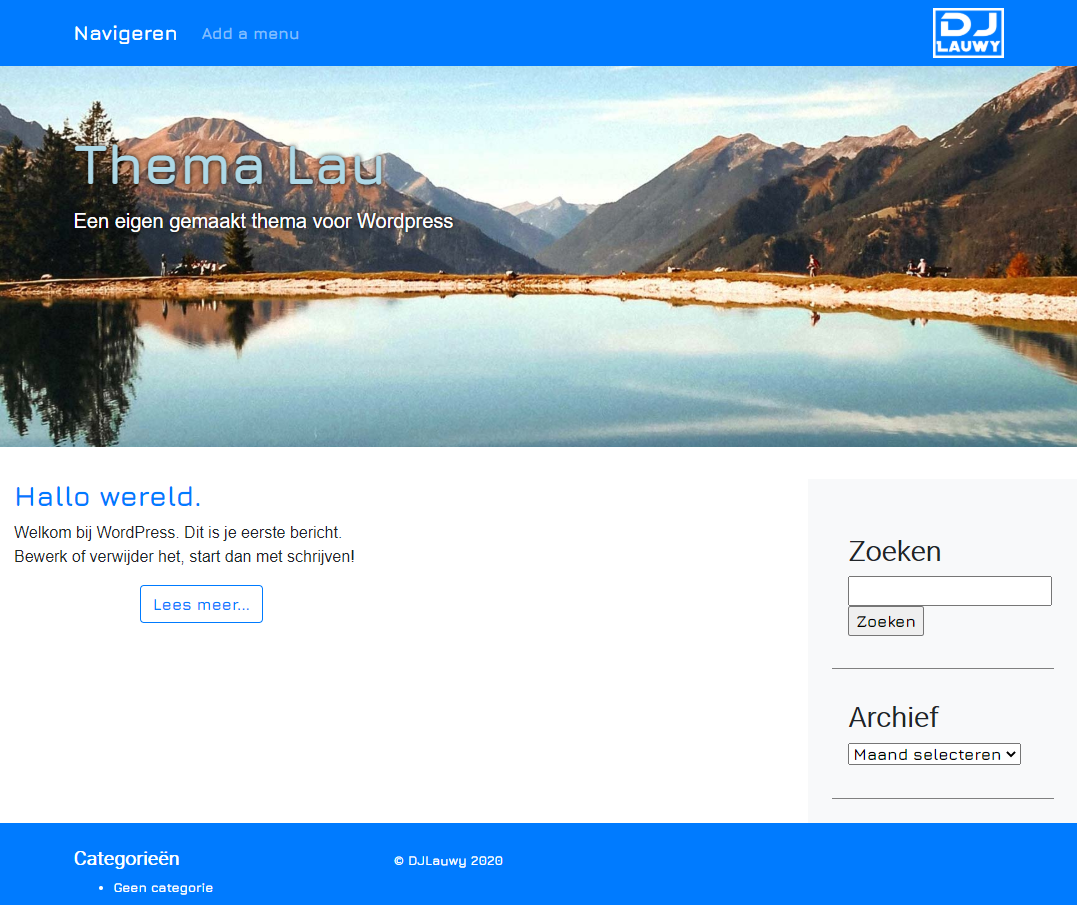 Navigeren Add a menu
DJ
LAUWY
Thema Lau
Een eigen gemaakt thema voor Wordpress
Hallo wereld.
Welkom bij WordPress. Dit is je eerste bericht.
Bewerk of verwijder het, start dan met schrijven!
Lees meer...
Zoeken
Zoeken
Archief
Maand selecteren
Categorieën
• Geen categorie
© DJLauwy 2020